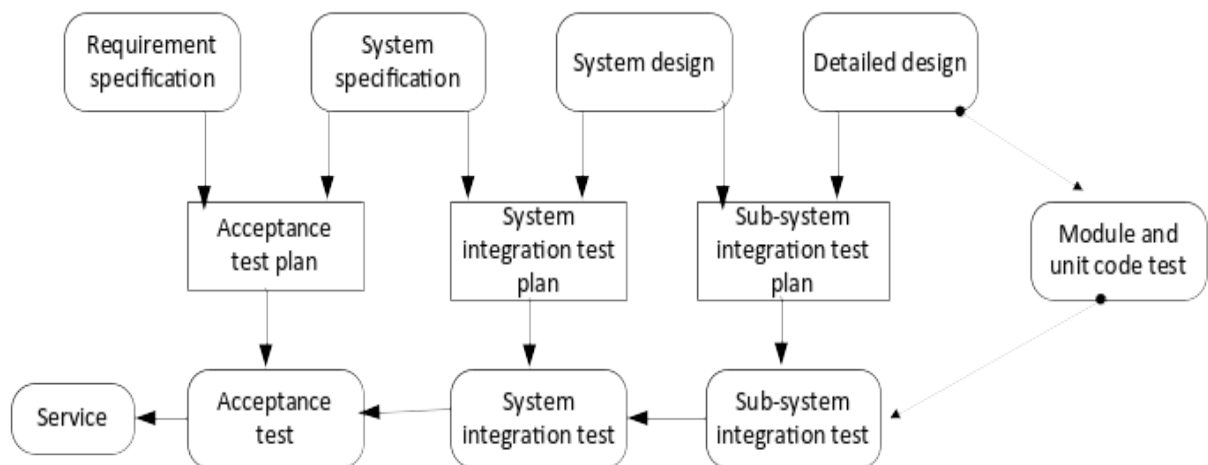 Requirement
specification
System
specification
System design
Detailed design
Acceptance
test plan
System
integration test
plan
Sub-system
integration test
plan
Module and
unit code test
Service
Acceptance
test
System
integration test
Sub-system
integration test